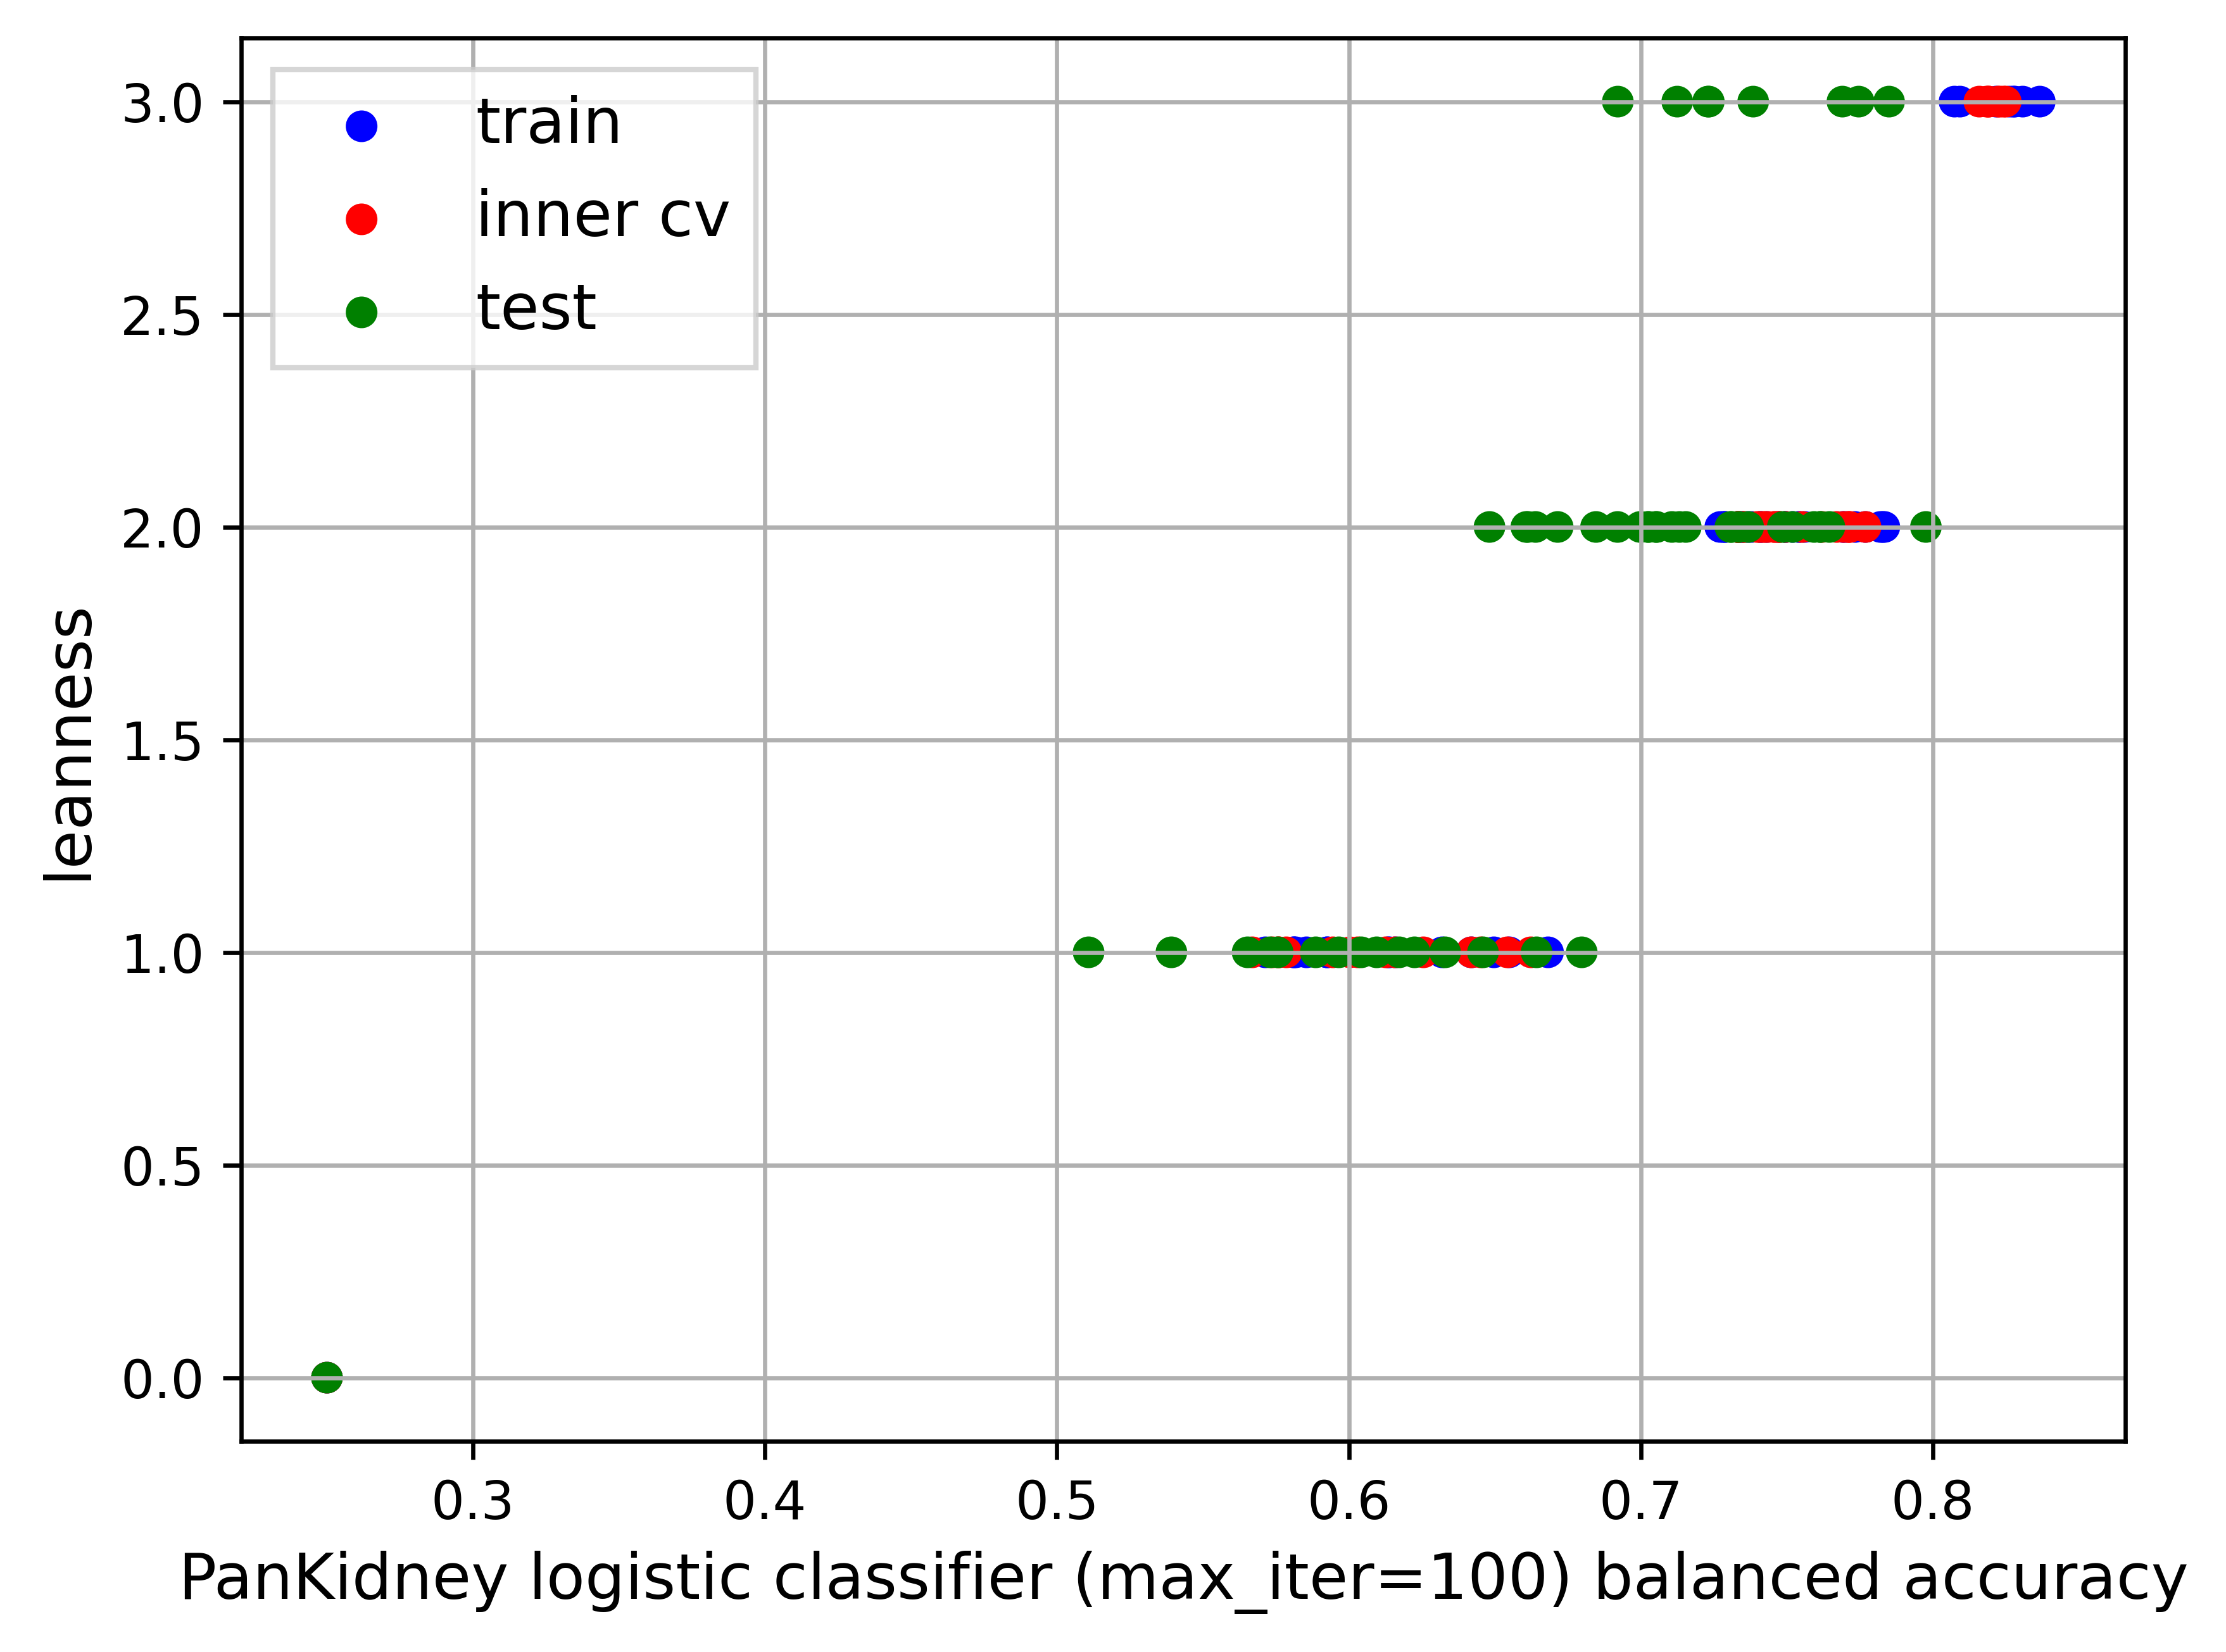 train
inner cv
test
3.0
2.5
2.0
1.5
1.0
0.5
0.0
leanness
0.3 0.4 0.5 0.6 0.7 0.8
PanKidney logistic classifier (max_iter=100) balanced accuracy